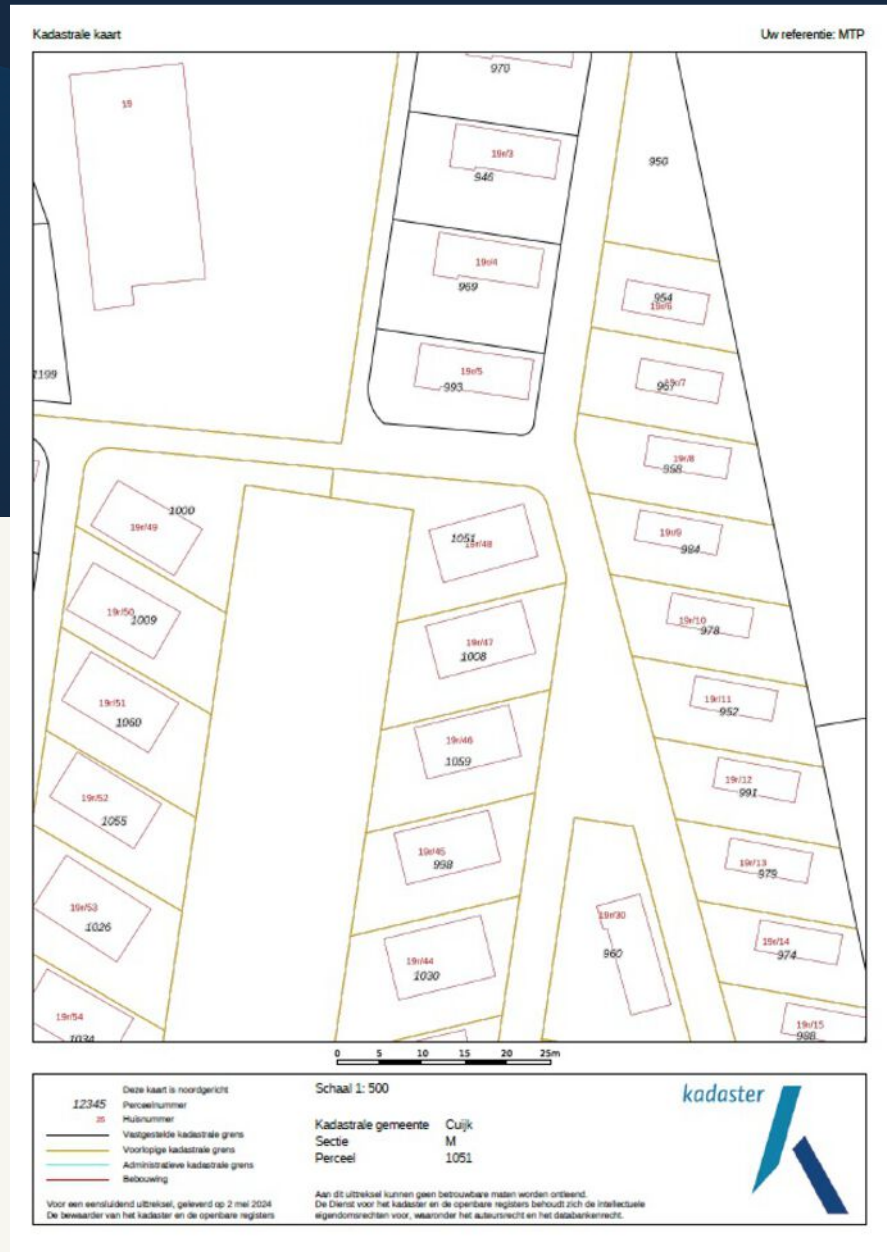 Kadastrale kaart
Uw referentie: MTP
970
19
19r/3
946
950
19r/4
969
954
19r/6
19r/5
993
1199
967
19r/7
19r/8
968
1000
19r/49
1051
19r/48
19r/9
984
19r/50
1009
19r/47
1008
19r/10
978
19r/51
1060
19r/46
1059
19r/11
952
19r/12
991
19r/52
1055
19r/45
998
19r/13
979
19r/53
1026
19r/30
960
19r/14
974
19r/44
1030
19r/54
1034
19r/15
988
0 5 10 15 20 25m
Deze kaart is noordgericht
12345 Perceelnummer
25 Huisnummer
Vastgestelde kadastrale grens
Voorlopige kadastrale grens
Administratieve kadastrale grens
Bebouwing
Voor een eensluidend uittreksel, geleverd op 2 mei 2024
De bewaarder van het kadaster en de openbare registers
Schaal 1: 500
Kadastrale gemeente Cuijk
Sectie M
Perceel 1051
Aan dit uittreksel kunnen geen betrouwbare maten worden ontleend.
De Dienst voor het kadaster en de openbare registers behoudt zich de intellectuele
eigendomsrechten voor, waaronder het auteursrecht en het databankenrecht.
kadaster